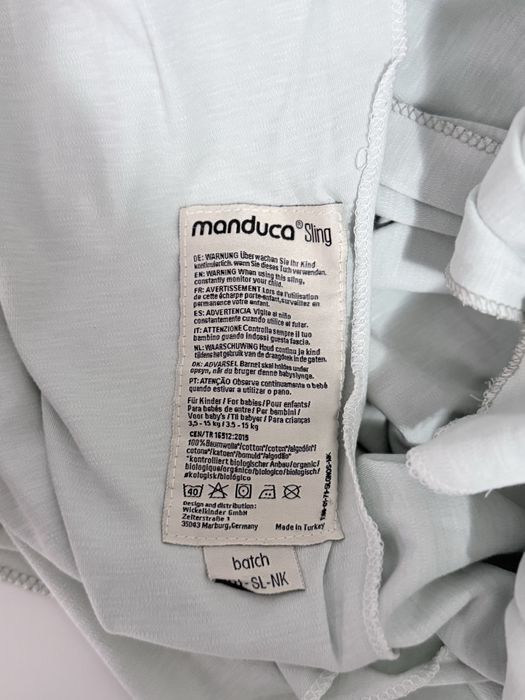 manduca® Sling
DE: WARNUNG Überwachen Sie Ihr Kind
kontinuierlich, wenn Sie dieses Tuch verwenden.
EN: WARNING When using this sling,
constantly monitor your child.
FR: AVERTISSEMENT Lors de l'utilisation
de cette écharpe porte-enfant, surveillez en
permanence votre enfant.
ES: ADVERTENCIA Vigile al niño
constantemente cuando utilice el fular.
IT: ATTENZIONE Controlla sempre il tuo
bambino quando indossi questa fascia.
NL: WAARSCHUWING Houd continu je kind
tijdens het gebruik van de draagdoek in de gaten.
DK: ADVARSEL Barnet skal holdes under
opsyn, når du bruger denne babyslynge.
PT: ATENÇÃO Observe continuamente o bebé
quando estiver a utilizar o pano.
Für Kinder / For babies / Pour enfants/
Para bebés de entre/ Per bambini /
Voor baby's / Til babyer / Para crianças
3,5 - 15 kg / 3.5 - 15 kg
CEN/TR 16512:2015
100% Baumwolle*/cotton*/coton*/algodón*/
cotone*/katoen*/bomuld*/algodão*
*kontrolliert biologischer Anbau/organic/
biologique/orgánico/biologico/biologisch/
økologisk/biológico
40
Design and distribution:
Wickelkinder GmbH
Zeiterstraße 1
35043 Marburg, Germany Made in Turkey
batch
-SL-NK